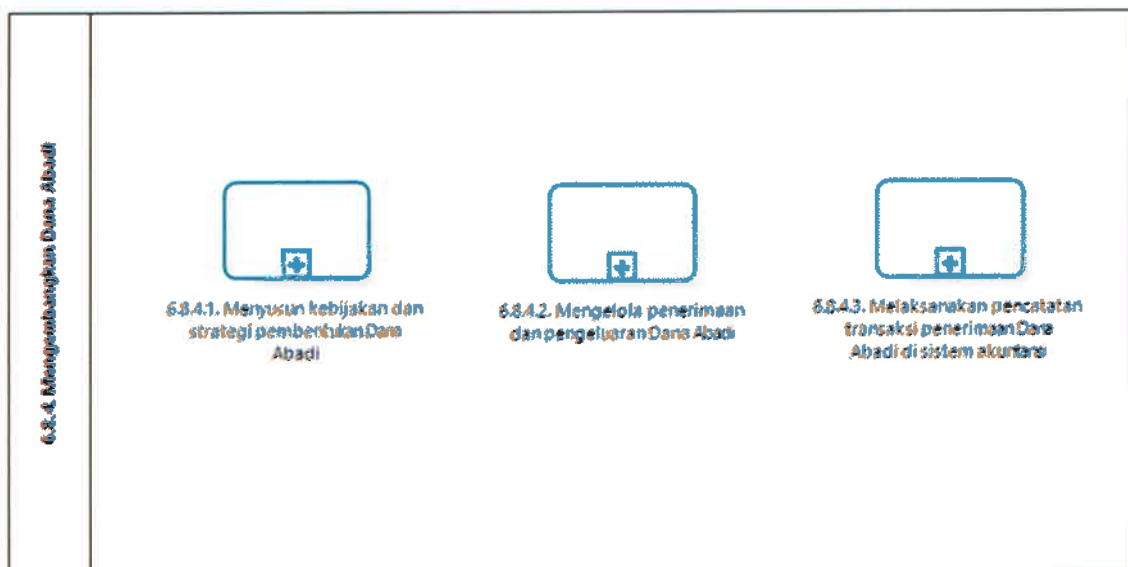 6.8.4. Mengembangkan Dana Abadi
6.8.4.1. Menyusun kebijakan dan
strategi pembentukan Dana
Abadi
6.8.4.2. Mengelola penerimaan
dan pengeluaran Dana Abadi
6.8.4.3. Melaksanakan pencatatan
transaksi penerimaan Dana
Abadi di sistem akuntansi